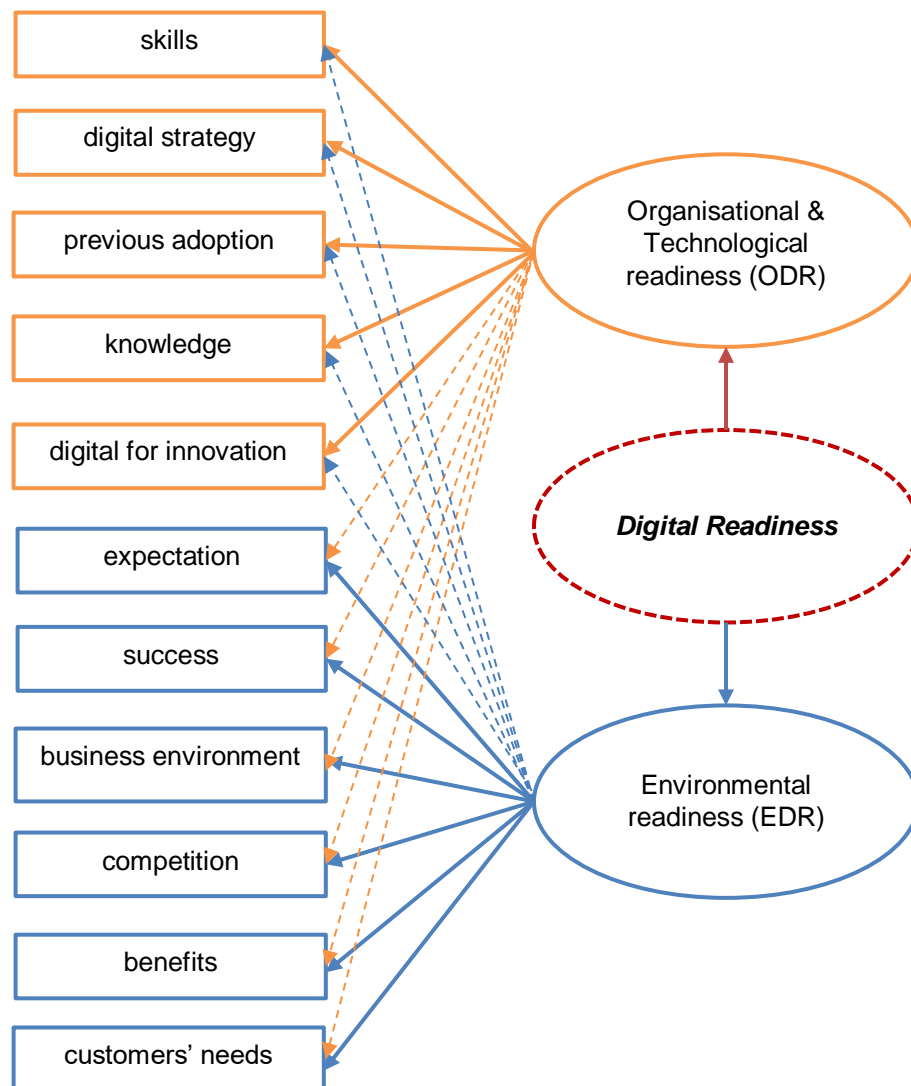 skills
digital strategy
previous adoption
knowledge
digital for innovation
expectation
success
business environment
competition
benefits
customers’ needs
Organisational &
Technological
readiness (ODR)
Digital Readiness
Environmental
readiness (EDR)